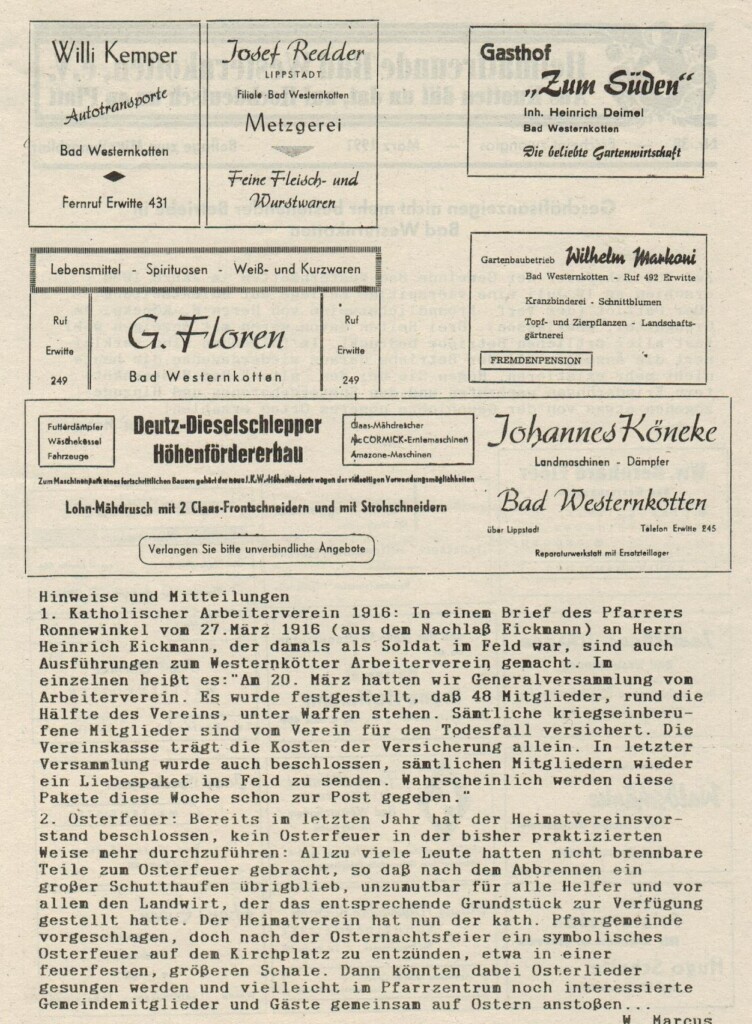 Willi Kemper
Autotransporte
Bad Westernkotten
Fernruf Erwitte 431
Josef Redder
LIPPSTADT
Filiale Bad Westernkotten
Metzgerei
Feine Fleisch- und
Wurstwaren
Gasthof
„Zum Süden“
Inh. Heinrich Deimel
Bad Westernkotten
Die beliebte Gartenwirtschaft
Lebensmittel - Spirituosen - Weiß- und Kurzwaren
Ruf
Erwitte
249
G. Floren
Bad Westernkotten
Ruf
Erwitte
249
Gartenbaubetrieb Wilhelm Markoni
Bad Westernkotten - Ruf 492 Erwitte
Kranzbinderei - Schnittblumen
Topf- und Zierpflanzen - Landschafts-
gärtnerei
FREMDENPENSION
Futterdämpfer
Wäschekessel
Fahrzeuge
Deutz-Dieselschlepper
Höhenfördererbau
Claas-Mähdrescher
Mc CORMICK-Erntemaschinen
Amazone-Maschinen
Zum Maschinenpark eines fortschrittlichen Bauern gehört der neue J.K.W.-Höhenförderer wegen der vielseitigen Verwendungsmöglichkeiten
Lohn-Mähdrusch mit 2 Claas-Frontschneidern und mit Strohschneidern
Verlangen Sie bitte unverbindliche Angebote
Johannes Köneke
Landmaschinen - Dämpfer
Bad Westernkotten
über Lippstadt Telefon Erwitte 245
Reparaturwerkstatt mit Ersatzteillager
Hinweise und Mitteilungen
1. Katholischer Arbeiterverein 1916: In einem Brief des Pfarrers
Ronnewinkel vom 27.März 1916 (aus dem Nachlaß Eickmann) an Herrn
Heinrich Eickmann, der damals als Soldat im Feld war, sind auch
Ausführungen zum Westernkötter Arbeiterverein gemacht. Im
einzelnen heißt es:"Am 20. März hatten wir Generalversammlung vom
Arbeiterverein. Es wurde festgestellt, daß 48 Mitglieder, rund die
Hälfte des Vereins, unter Waffen stehen. Sämtliche kriegseinberu-
fene Mitglieder sind vom Verein für den Todesfall versichert. Die
Vereinskasse trägt die Kosten der Versicherung allein. In letzter
Versammlung wurde auch beschlossen, sämtlichen Mitgliedern wieder
ein Liebespaket ins Feld zu senden. Wahrscheinlich werden diese
Pakete diese Woche schon zur Post gegeben."
2. Osterfeuer: Bereits im letzten Jahr hat der Heimatvereinsvor-
stand beschlossen, kein Osterfeuer in der bisher praktizierten
Weise mehr durchzuführen: Allzu viele Leute hatten nicht brennbare
Teile zum Osterfeuer gebracht, so daß nach dem Abbrennen ein
großer Schutthaufen übrigblieb, unzumutbar für alle Helfer und vor
allem den Landwirt, der das entsprechende Grundstück zur Verfügung
gestellt hatte. Der Heimatverein hat nun der kath. Pfarrgemeinde
vorgeschlagen, doch nach der Osternachtsfeier ein symbolisches
Osterfeuer auf dem Kirchplatz zu entzünden, etwa in einer
feuerfesten, größeren Schale. Dann könnten dabei Osterlieder
gesungen werden und vielleicht im Pfarrzentrum noch interessierte
Gemeindemitglieder und Gäste gemeinsam auf Ostern anstoßen...
W. Marcus